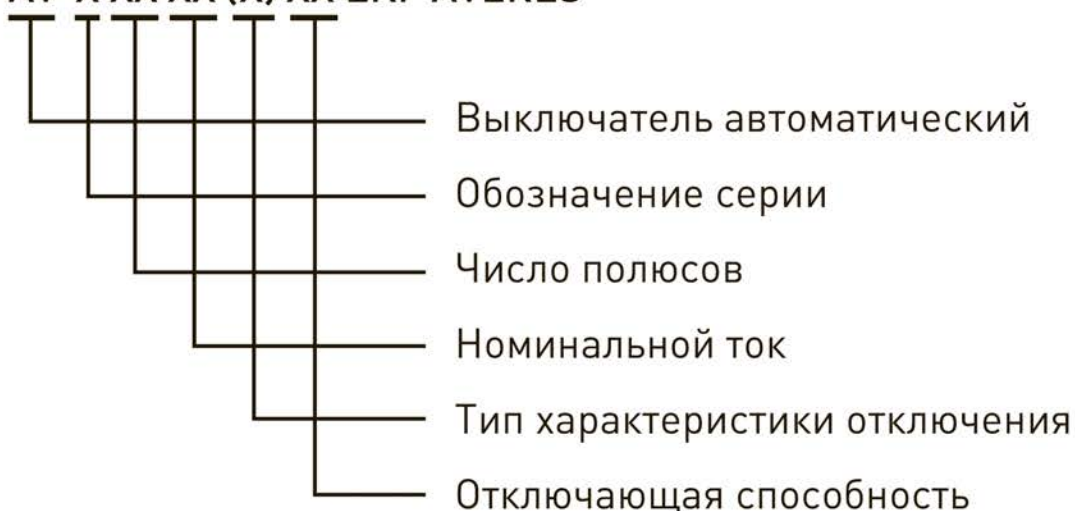 Выключатель автоматический
Обозначение серии
Число полюсов
Номинальной ток
Тип характеристики отключения
Отключающая способность